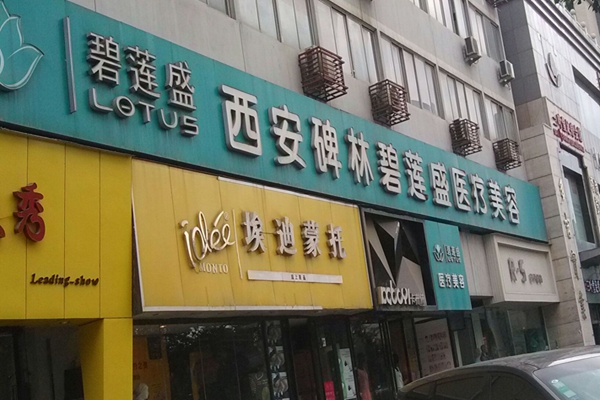 碧莲盛
LOTUS
西安碑林碧莲盛医疗美容
秀
Leading-show
idée
MONTO
埃迪蒙托
医疗美容